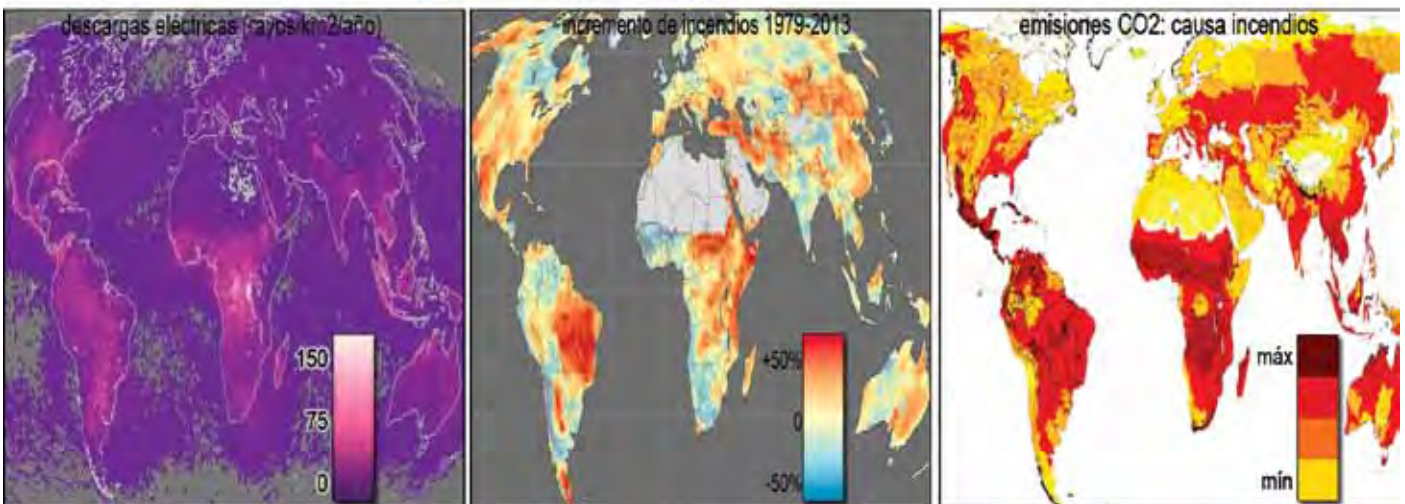 descargas eléctricas (rayos/km2/año)
incremento de incendios 1979-2013
emisiones CO2: causa incendios
150
75
0
+50%
0
-50%
máx
mín